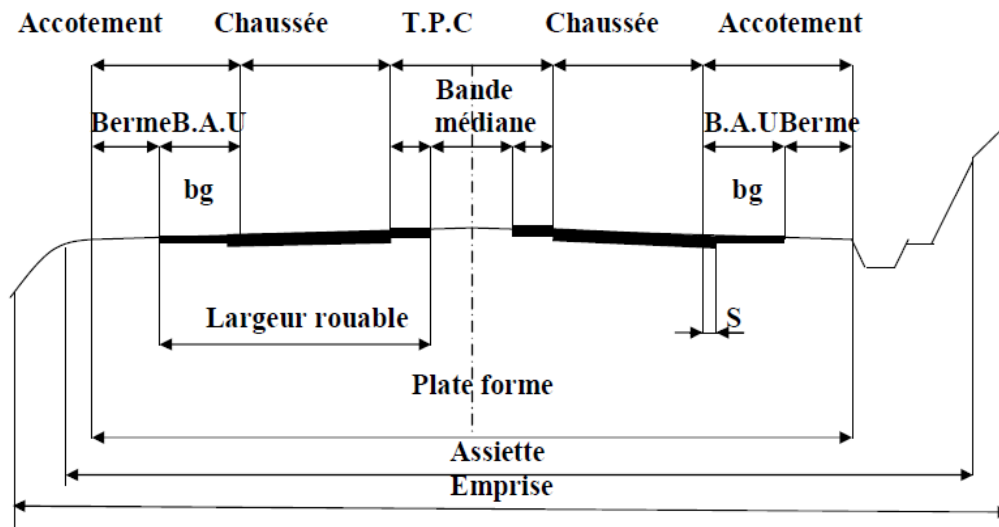 Accotement Chaussée T.P.C Chaussée Accotement
Bande
BermeB.A.U médiane B.A.UBerme
bg bg
Largeur rouable S
Plate forme
Assiette
Emprise